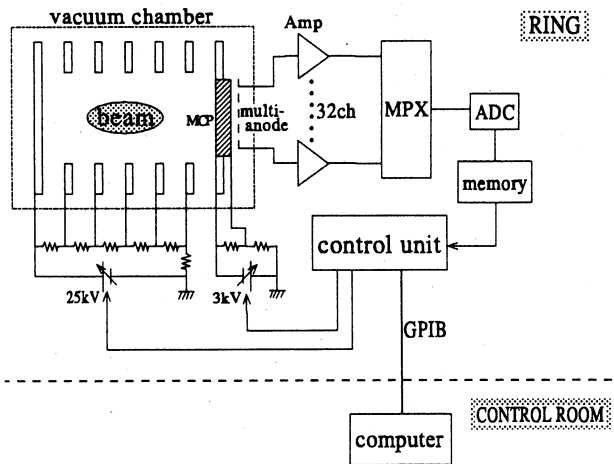 vacuum chamber
Amp
RING
beam
MCP
multi-
anode
32ch
MPX
ADC
memory
control unit
25kV
3kV
GPIB
CONTROL ROOM
computer